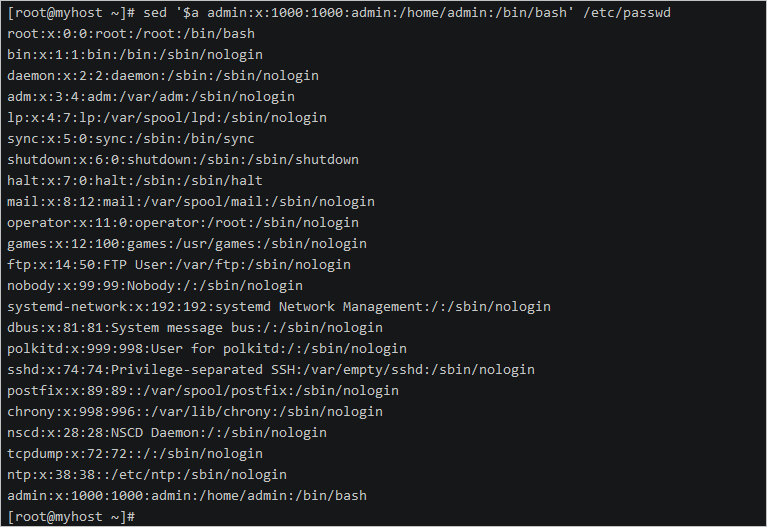 [root@myhost ~]# sed '$a admin:x:1000:1000:admin:/home/admin:/bin/bash' /etc/passwd
root:x:0:0:root:/root:/bin/bash
bin:x:1:1:bin:/bin:/sbin/nologin
daemon:x:2:2:daemon:/sbin:/sbin/nologin
adm:x:3:4:adm:/var/adm:/sbin/nologin
lp:x:4:7:lp:/var/spool/lpd:/sbin/nologin
sync:x:5:0:sync:/sbin:/bin/sync
shutdown:x:6:0:shutdown:/sbin:/sbin/shutdown
halt:x:7:0:halt:/sbin:/sbin/halt
mail:x:8:12:mail:/var/spool/mail:/sbin/nologin
operator:x:11:0:operator:/root:/sbin/nologin
games:x:12:100:games:/usr/games:/sbin/nologin
ftp:x:14:50:FTP User:/var/ftp:/sbin/nologin
nobody:x:99:99:Nobody:/:/sbin/nologin
systemd-network:x:192:192:systemd Network Management:/:/sbin/nologin
dbus:x:81:81:System message bus:/:/sbin/nologin
polkitd:x:999:998:User for polkitd:/:/sbin/nologin
sshd:x:74:74:Privilege-separated SSH:/var/empty/sshd:/sbin/nologin
postfix:x:89:89::/var/spool/postfix:/sbin/nologin
chrony:x:998:996::/var/lib/chrony:/sbin/nologin
nscd:x:28:28:NSCD Daemon:/:/sbin/nologin
tcpdump:x:72:72::/:/sbin/nologin
ntp:x:38:38::/etc/ntp:/sbin/nologin
admin:x:1000:1000:admin:/home/admin:/bin/bash
[root@myhost ~]#